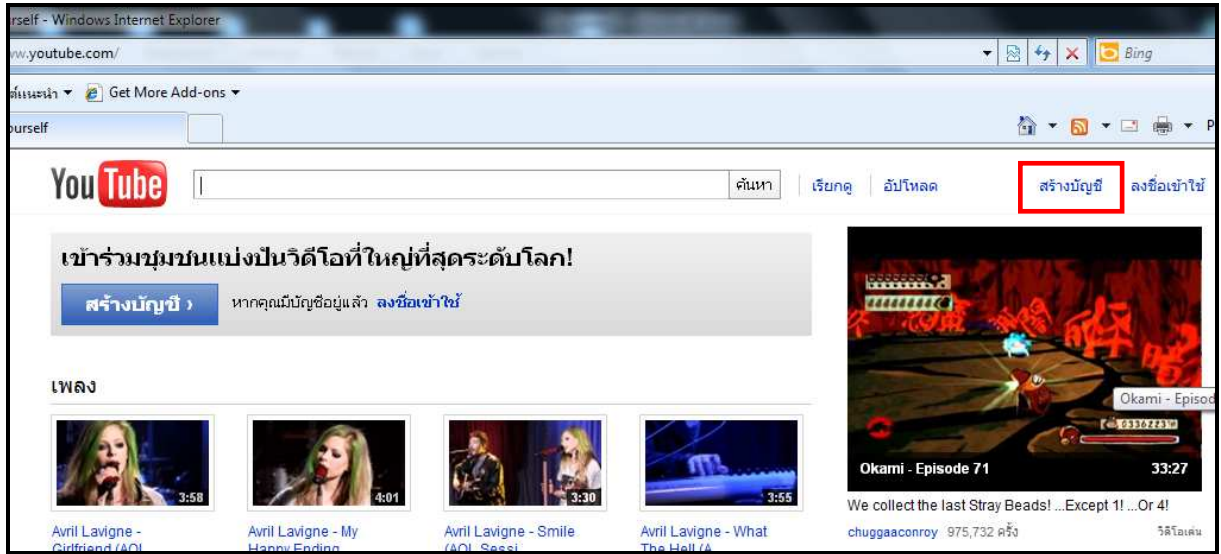 rself - Windows Internet Explorer
ww.youtube.com/
Bing
ต์แนะนำ Get More Add-ons
ourself
P
You Tube ค้นหา เรียกดู อัปโหลด สร้างบัญชี ลงชื่อเข้าใช้
เข้าร่วมชุมชนแบ่งปันวิดีโอที่ใหญ่ที่สุดระดับโลก!
สร้างบัญชี › หากคุณมีบัญชีอยู่แล้ว ลงชื่อเข้าใช้
เพลง
3:58
4:01
3:30
3:55
Avril Lavigne -
Girlfriend (AOL
Avril Lavigne - My
Happy Ending
Avril Lavigne - Smile
(AOL Sessi...
Avril Lavigne - What
The Hell (A
Okami - Episod
Okami - Episode 71 33:27
We collect the last Stray Beads! ...Except 1! ...Or 4!
chuggaaconroy 975,732 ครั้ง วิดีโอเด่น